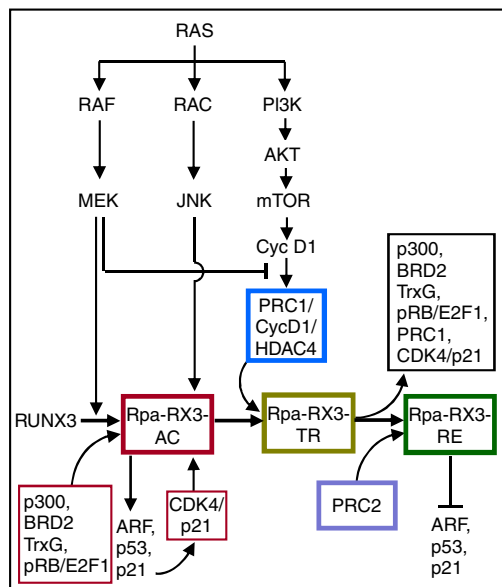 RAS
RAF RAC PI3K
AKT
MEK JNK mTOR
Cyc D1
p300,
BRD2
TrxG,
pRB/E2F1,
PRC1,
CDK4/p21
PRC1/
CycD1/
HDAC4
RUNX3
Rpa-RX3-
AC
Rpa-RX3-
TR
Rpa-RX3-
RE
p300,
BRD2
TrxG,
pRB/E2F1
ARF,
p53,
p21
CDK4/
p21
PRC2
ARF,
p53,
p21